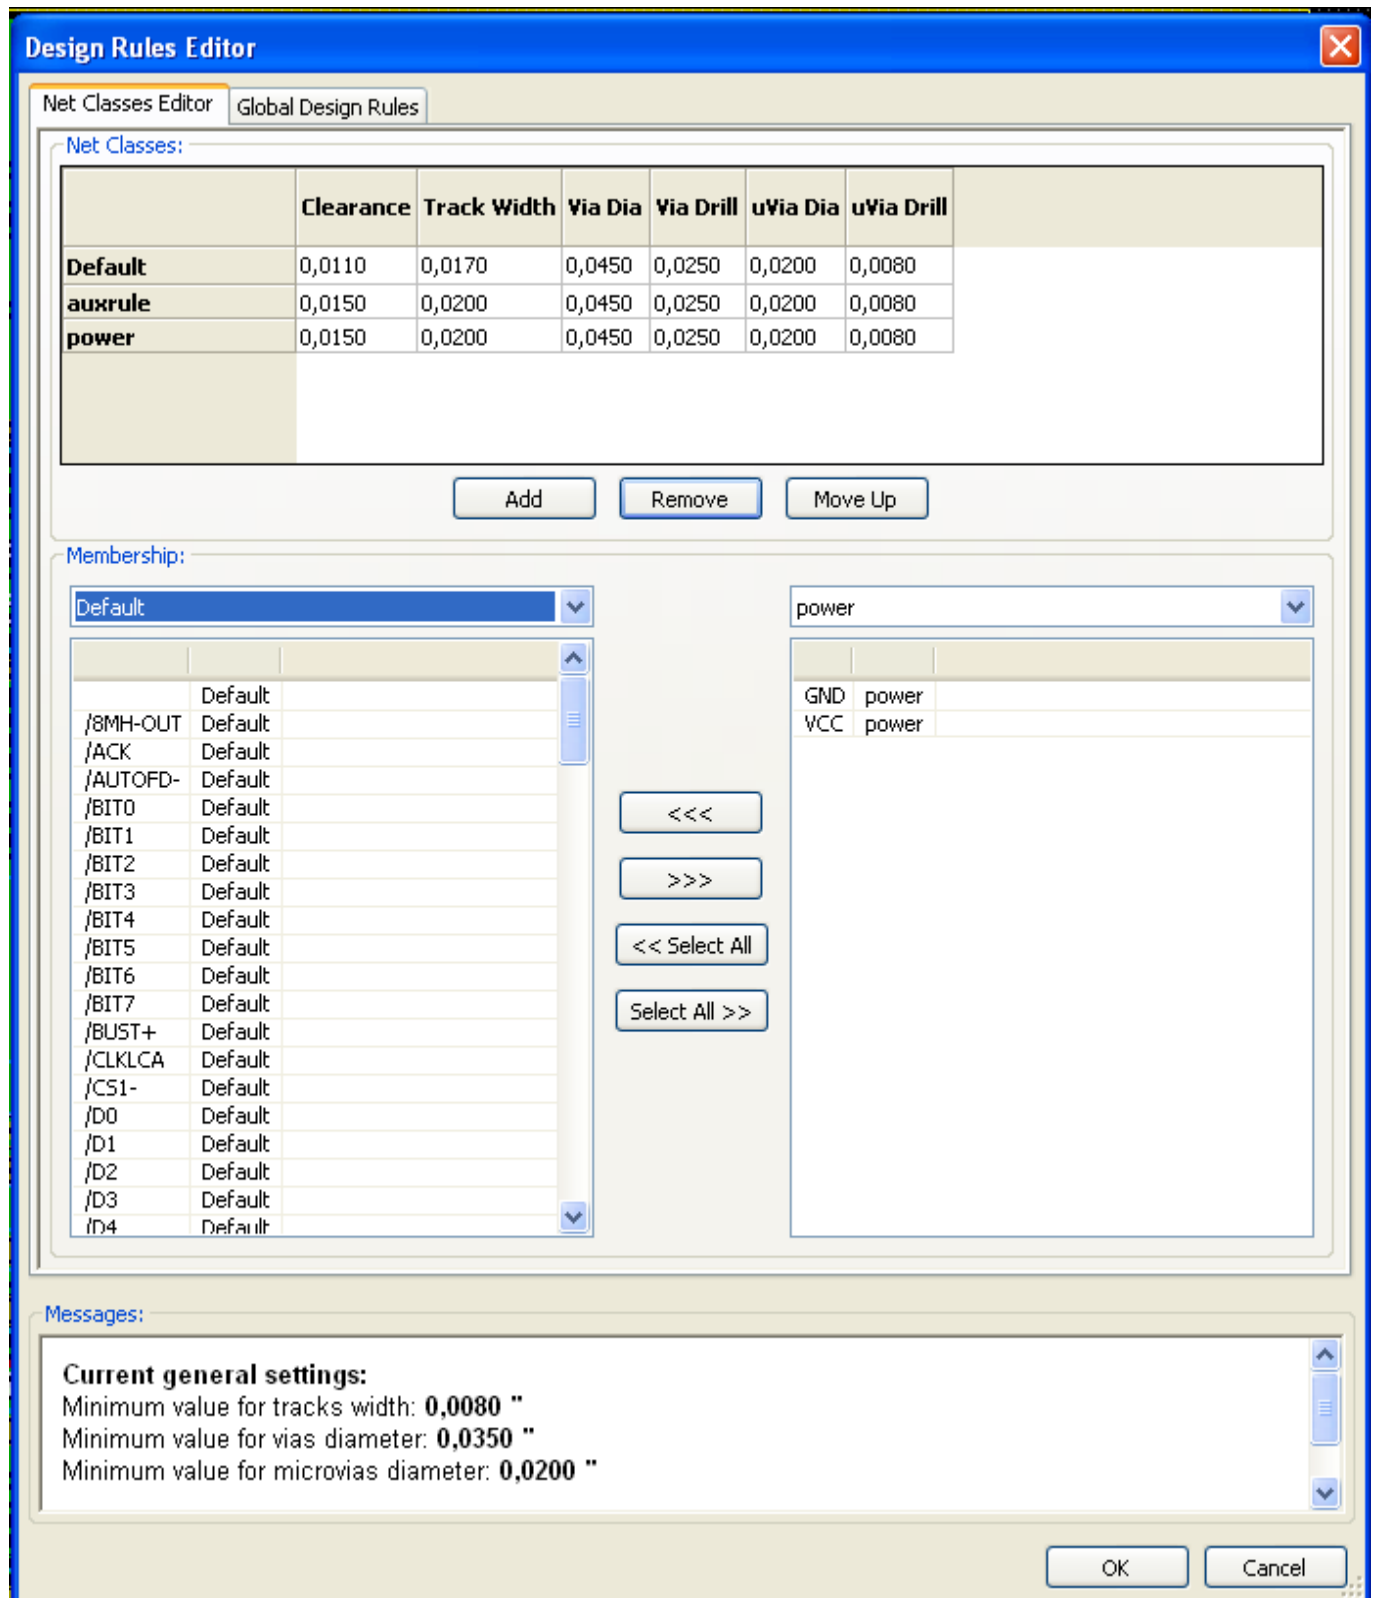 Design Rules Editor
Net Classes Editor Global Design Rules
Net Classes:
Clearance Track Width Via Dia Via Drill uVia Dia uVia Drill
Default 0,0110 0,0170 0,0450 0,0250 0,0200 0,0080
auxrule 0,0150 0,0200 0,0450 0,0250 0,0200 0,0080
power 0,0150 0,0200 0,0450 0,0250 0,0200 0,0080
Add Remove Move Up
Membership:
Default power
Default GND power
/8MH-OUT Default VCC power
/ACK Default
/AUTOFD- Default
/BIT0 Default
<<<
/BIT1 Default
/BIT2 Default
>>>
/BIT3 Default
/BIT4 Default
/BIT5 Default << Select All
/BIT6 Default
/BIT7 Default Select All >>
/BUST+ Default
/CLKLCA Default
/CS1- Default
/D0 Default
/D1 Default
/D2 Default
/D3 Default
/D4 Default
Messages:
Current general settings:
Minimum value for tracks width: 0,0080 "
Minimum value for vias diameter: 0,0350 "
Minimum value for microvias diameter: 0,0200 "
OK Cancel